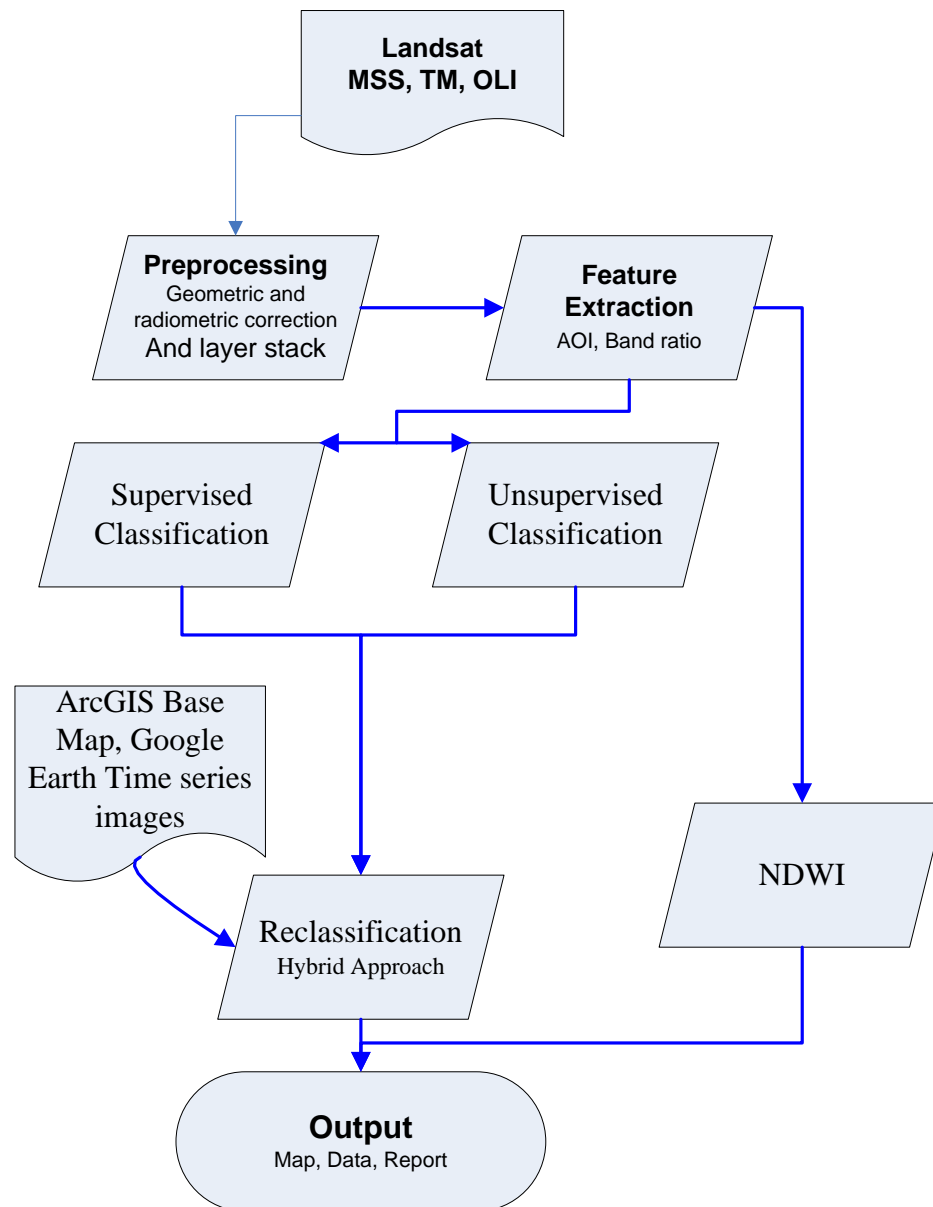 Landsat
MSS, TM, OLI
Preprocessing
Geometric and
radiometric correction
And layer stack
Feature
Extraction
AOI, Band ratio
Supervised
Classification
Unsupervised
Classification
ArcGIS Base
Map, Google
Earth Time series
images
NDWI
Reclassification
Hybrid Approach
Output
Map, Data, Report